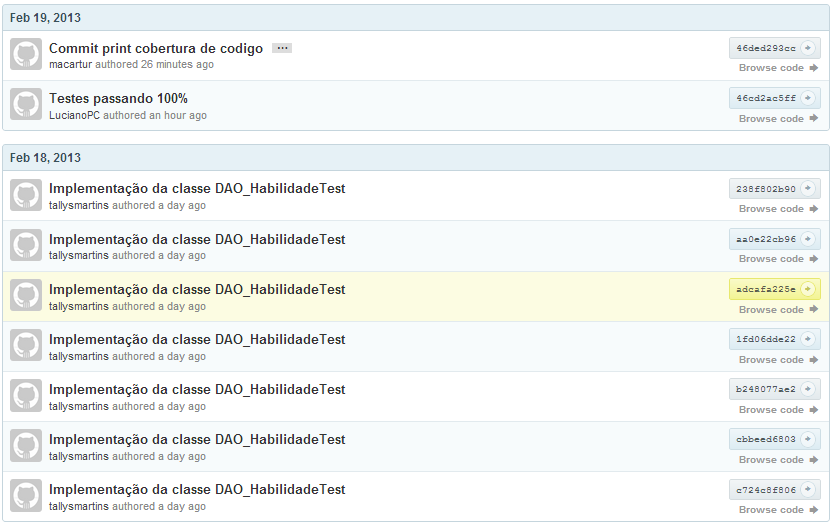 Feb 19, 2013
Commit print cobertura de codigo ...
macartur authored 26 minutes ago
46ded293cc
Browse code
Testes passando 100%
LucianoPC authored an hour ago
46cd2ac5ff
Browse code
Feb 18, 2013
Implementação da classe DAO_HabilidadeTest
tallysmartins authored a day ago
238f802b90
Browse code
Implementação da classe DAO_HabilidadeTest
tallysmartins authored a day ago
aa0e22cb96
Browse code
Implementação da classe DAO_HabilidadeTest
tallysmartins authored a day ago
adcafa225e
Browse code
Implementação da classe DAO_HabilidadeTest
tallysmartins authored a day ago
1fd06dde22
Browse code
Implementação da classe DAO_HabilidadeTest
tallysmartins authored a day ago
b248077ae2
Browse code
Implementação da classe DAO_HabilidadeTest
tallysmartins authored a day ago
cbbeed6803
Browse code
Implementação da classe DAO_HabilidadeTest
tallysmartins authored a day ago
c724c8f806
Browse code